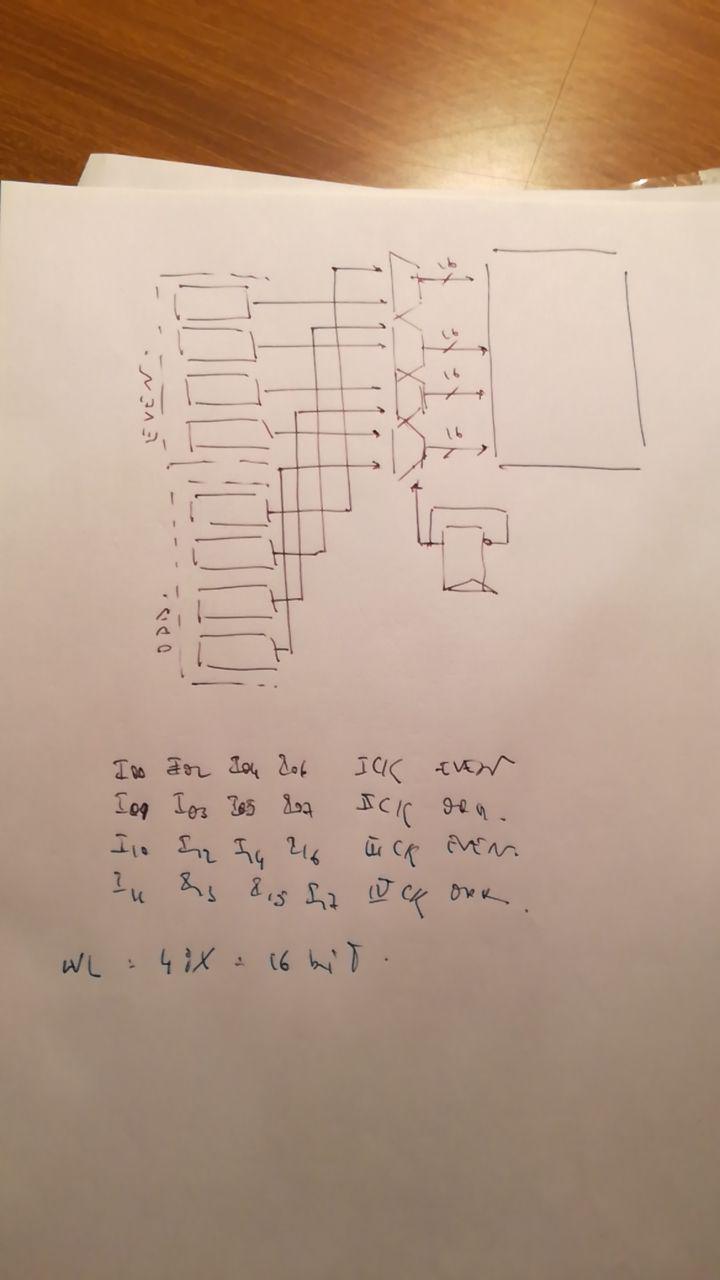 EVEN.
ODD.
16
16
16
16
I00 I02 I04 I06 I CK EVEN
I01 I03 I05 I07 II CK ODD.
I10 I12 I14 I16 III CK EVEN.
I11 I13 I15 I17 IV CK ODD.
WL = 4 = 16 bit.